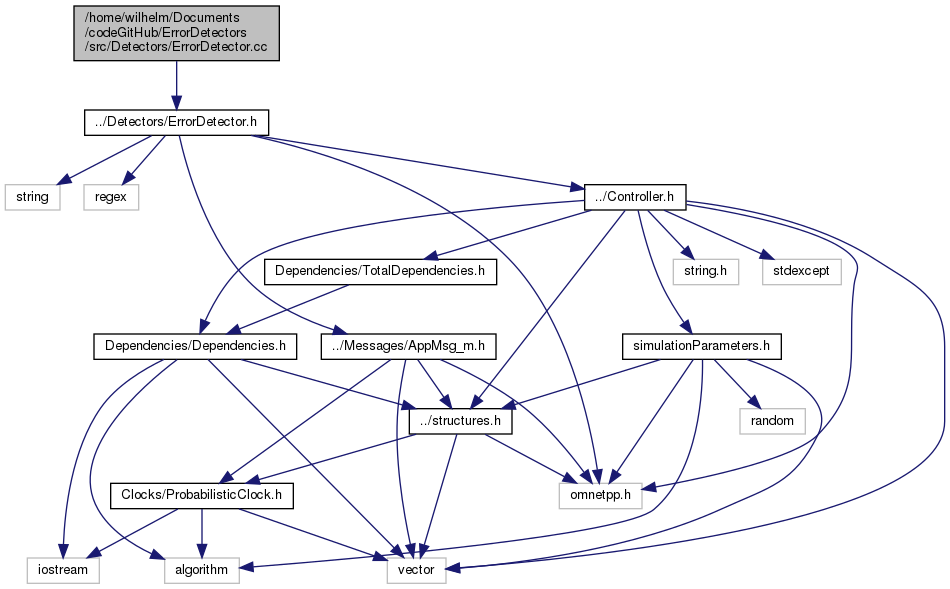 /home/wilhelm/Documents
/codeGitHub/ErrorDetectors
/src/Detectors/ErrorDetector.cc
../Detectors/ErrorDetector.h
string
regex
../Controller.h
Dependencies/TotalDependencies.h
string.h
stdexcept
Dependencies/Dependencies.h
../Messages/AppMsg_m.h
simulationParameters.h
../structures.h
random
Clocks/ProbabilisticClock.h
omnetpp.h
iostream
algorithm
vector